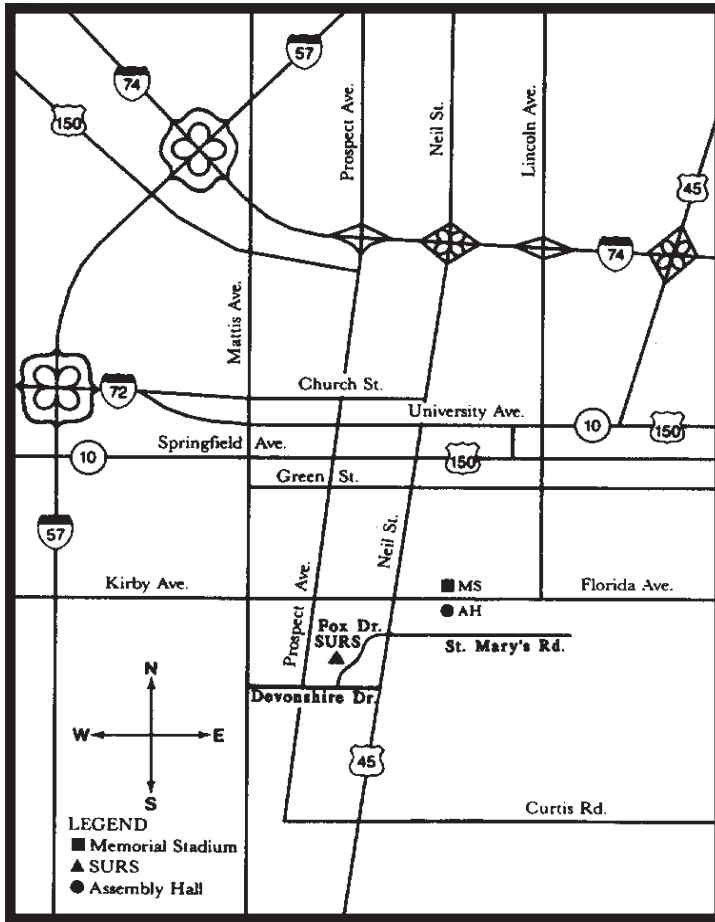 57
74
150
Prospect Ave.
Neil St.
Lincoln Ave.
45
74
Mattis Ave.
72
Church St.
University Ave.
10
150
Springfield Ave.
10
150
Green St.
57
Neil St.
Kirby Ave.
Prospect Ave.
MS
Florida Ave.
AH
Fox Dr.
SURS
St. Mary's Rd.
Devonshire Dr.
N
W E
S
45
Curtis Rd.
LEGEND
Memorial Stadium
SURS
Assembly Hall